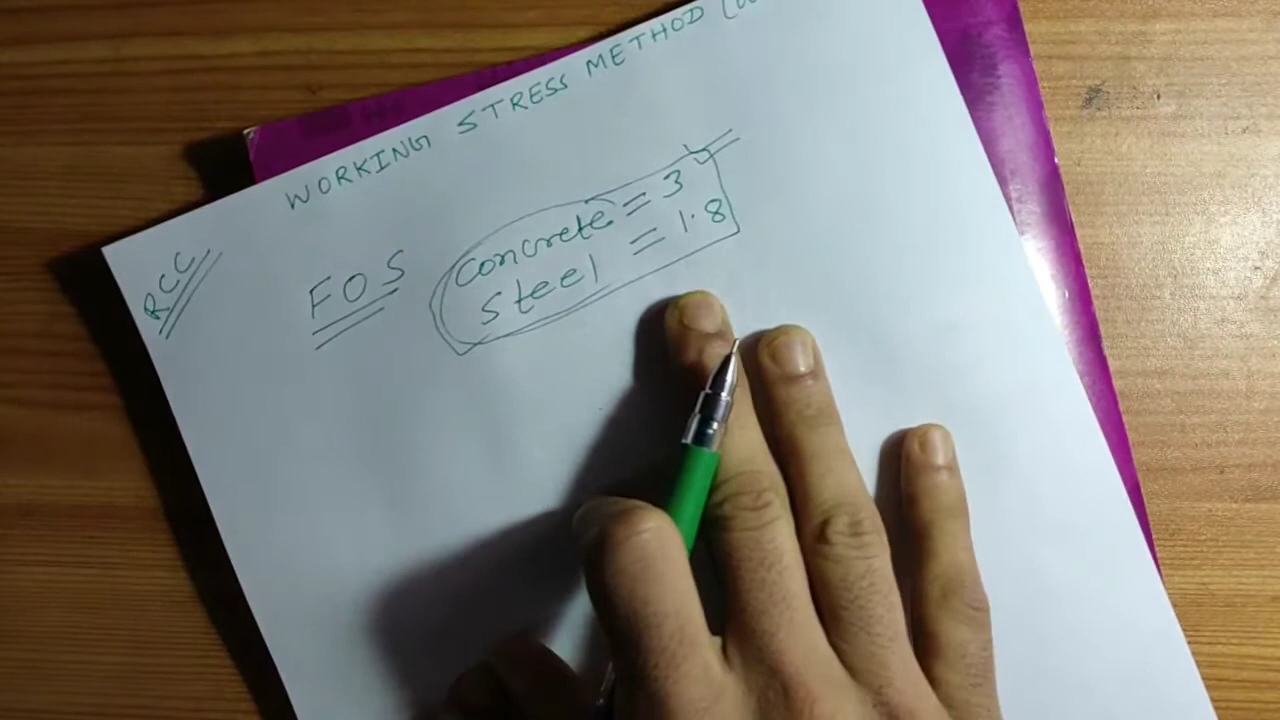 WORKING STRESS METHOD
RCC
FOS
concrete = 3
steel = 1.8